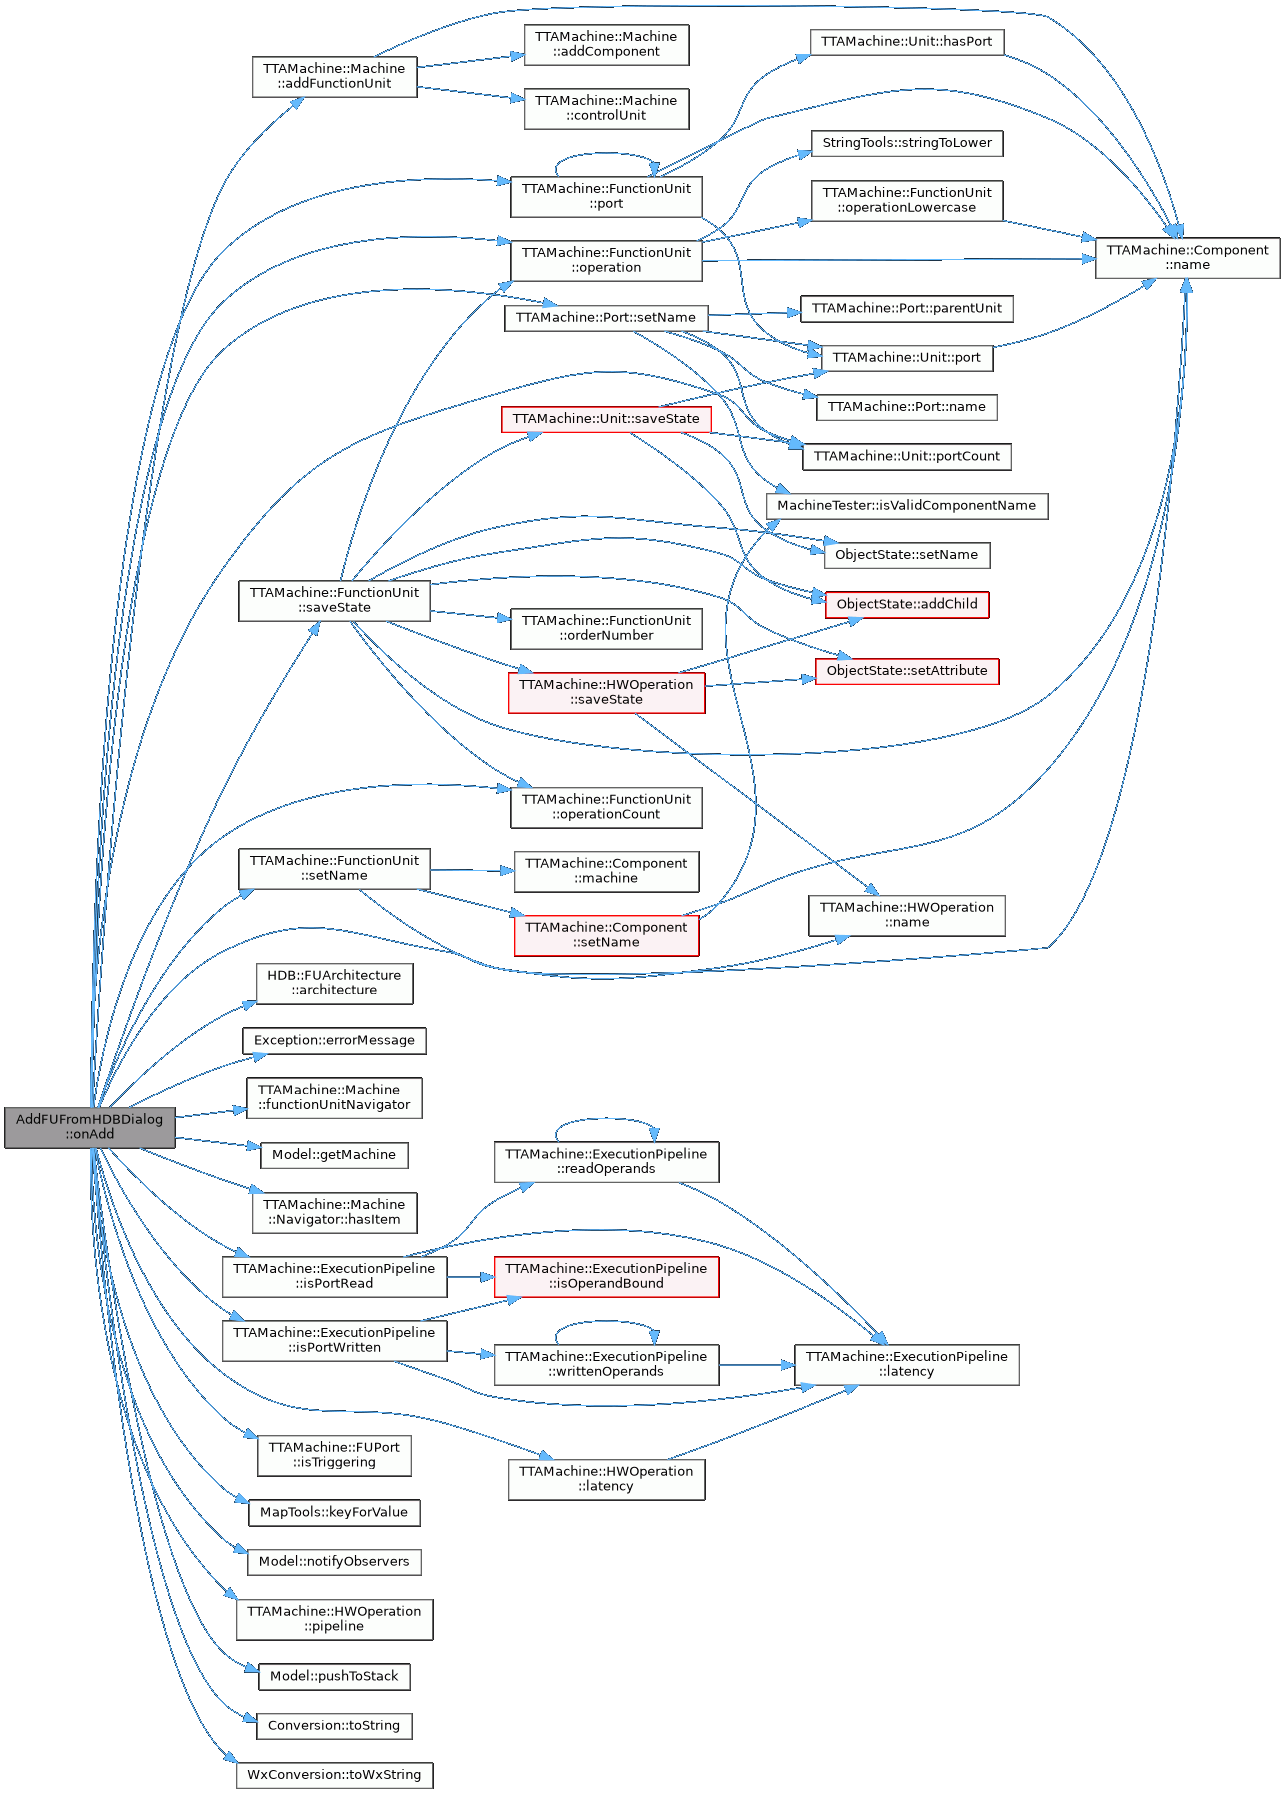 TTAMachine::Machine
::addFunctionUnit
TTAMachine::Machine
::addComponent
TTAMachine::Machine
::controlUnit
TTAMachine::Unit::hasPort
StringTools::stringToLower
TTAMachine::FunctionUnit
::port
TTAMachine::FunctionUnit
::operationLowercase
TTAMachine::FunctionUnit
::operation
TTAMachine::Component
::name
TTAMachine::Port::setName
TTAMachine::Port::parentUnit
TTAMachine::Unit::port
TTAMachine::Port::name
TTAMachine::Unit::saveState
TTAMachine::Unit::portCount
MachineTester::isValidComponentName
ObjectState::setName
TTAMachine::FunctionUnit
::saveState
ObjectState::addChild
TTAMachine::FunctionUnit
::orderNumber
ObjectState::setAttribute
TTAMachine::HWOperation
::saveState
TTAMachine::FunctionUnit
::operationCount
TTAMachine::FunctionUnit
::setName
TTAMachine::Component
::machine
TTAMachine::Component
::setName
TTAMachine::HWOperation
::name
HDB::FUArchitecture
::architecture
Exception::errorMessage
TTAMachine::Machine
::functionUnitNavigator
AddFUFromHDBDialog
::onAdd
Model::getMachine
TTAMachine::ExecutionPipeline
::readOperands
TTAMachine::Machine
::Navigator::hasItem
TTAMachine::ExecutionPipeline
::isPortRead
TTAMachine::ExecutionPipeline
::isOperandBound
TTAMachine::ExecutionPipeline
::isPortWritten
TTAMachine::ExecutionPipeline
::writtenOperands
TTAMachine::ExecutionPipeline
::latency
TTAMachine::FUPort
::isTriggering
TTAMachine::HWOperation
::latency
MapTools::keyForValue
Model::notifyObservers
TTAMachine::HWOperation
::pipeline
Model::pushToStack
Conversion::toString
WxConversion::toWxString